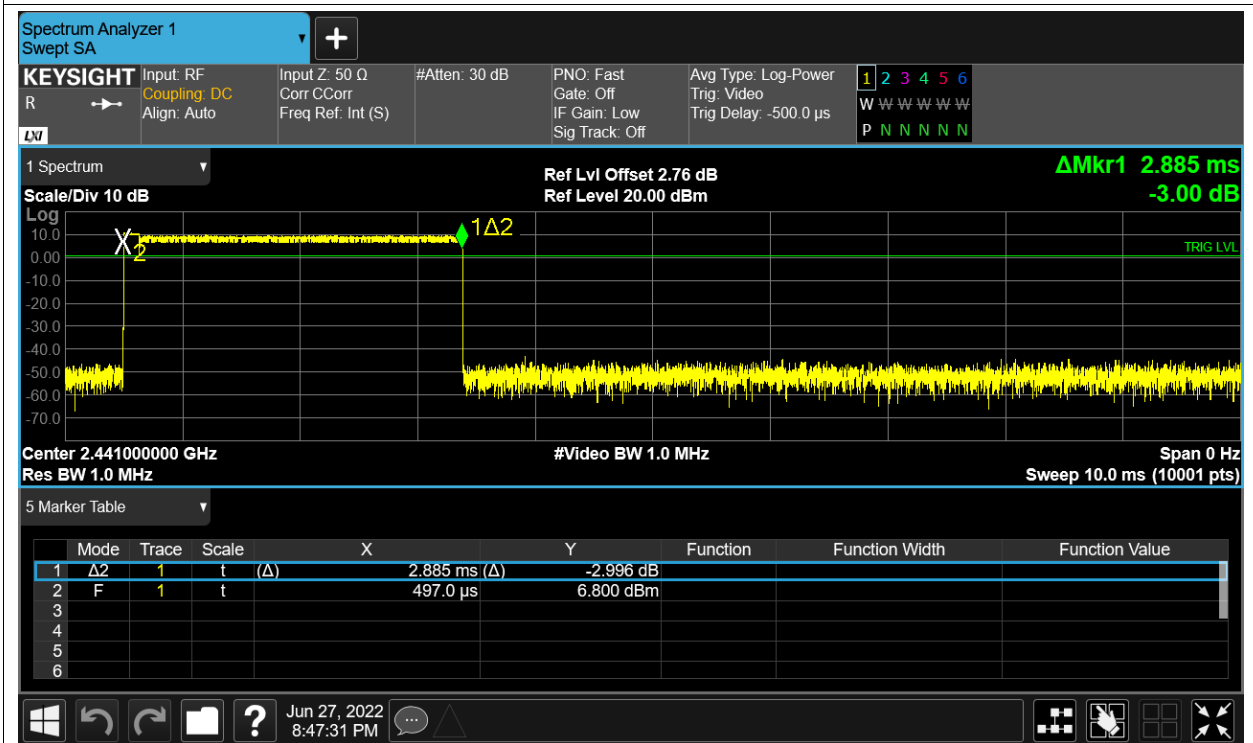 Spectrum Analyzer 1
Swept SA
+
KEYSIGHT Input: RF Input Z: 50 Ω #Atten: 30 dB PNO: Fast Avg Type: Log-Power 1 2 3 4 5 6
R Coupling: DC Corr CCorr Gate: Off Trig: Video W W W W W W
Align: Auto Freq Ref: Int (S) IF Gain: Low Trig Delay: -500.0 µs
LXI Sig Track: Off P N N N N N
1 Spectrum Ref Lvl Offset 2.76 dB ΔMkr1 2.885 ms
Scale/Div 10 dB Ref Level 20.00 dBm -3.00 dB
Log
10.0 X 2 1Δ2
0.00 TRIG LVL
-10.0
-20.0
-30.0
-40.0
-50.0
-60.0
-70.0
Center 2.441000000 GHz #Video BW 1.0 MHz Span 0 Hz
Res BW 1.0 MHz Sweep 10.0 ms (10001 pts)
5 Marker Table
Mode Trace Scale X Y Function Function Width Function Value
1 Δ2 1 t (Δ) 2.885 ms (Δ) -2.996 dB
2 F 1 t 497.0 µs 6.800 dBm
3
4
5
6
? Jun 27, 2022
8:47:31 PM